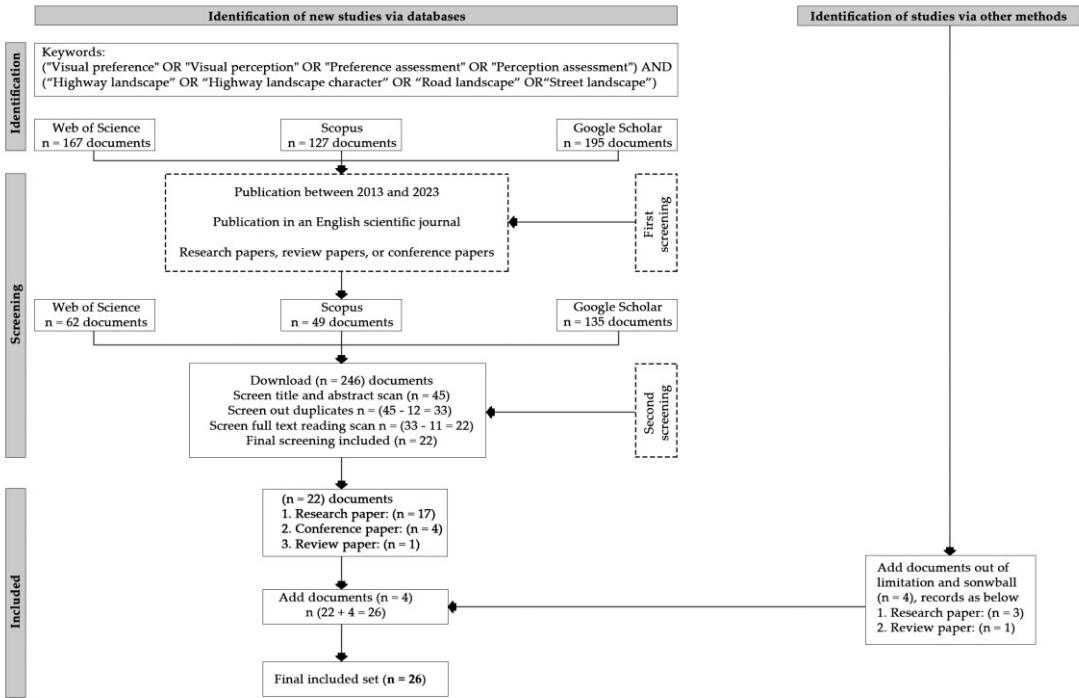 Identification of new studies via databases
Identification of studies via other methods
Identification
Keywords:
("Visual preference" OR "Visual perception" OR "Preference assessment" OR "Perception assessment") AND
(“Highway landscape” OR “Highway landscape character” OR “Road landscape” OR“Street landscape”)
Web of Science
n = 167 documents
Scopus
n = 127 documents
Google Scholar
n = 195 documents
Screening
Publication between 2013 and 2023
Publication in an English scientific journal
Research papers, review papers, or conference papers
First
screening
Web of Science
n = 62 documents
Scopus
n = 49 documents
Google Scholar
n = 135 documents
Download (n = 246) documents
Screen title and abstract scan (n = 45)
Screen out duplicates n = (45 - 12 = 33)
Screen full text reading scan n = (33 - 11 = 22)
Final screening included (n = 22)
Second
screening
Included
(n = 22) documents
1. Research paper: (n = 17)
2. Conference paper: (n = 4)
3. Review paper: (n = 1)
Add documents out of
limitation and sonwball
(n = 4), records as below
1. Research paper: (n = 3)
2. Review paper: (n = 1)
Add documents (n = 4)
n (22 + 4 = 26)
Final included set (n = 26)